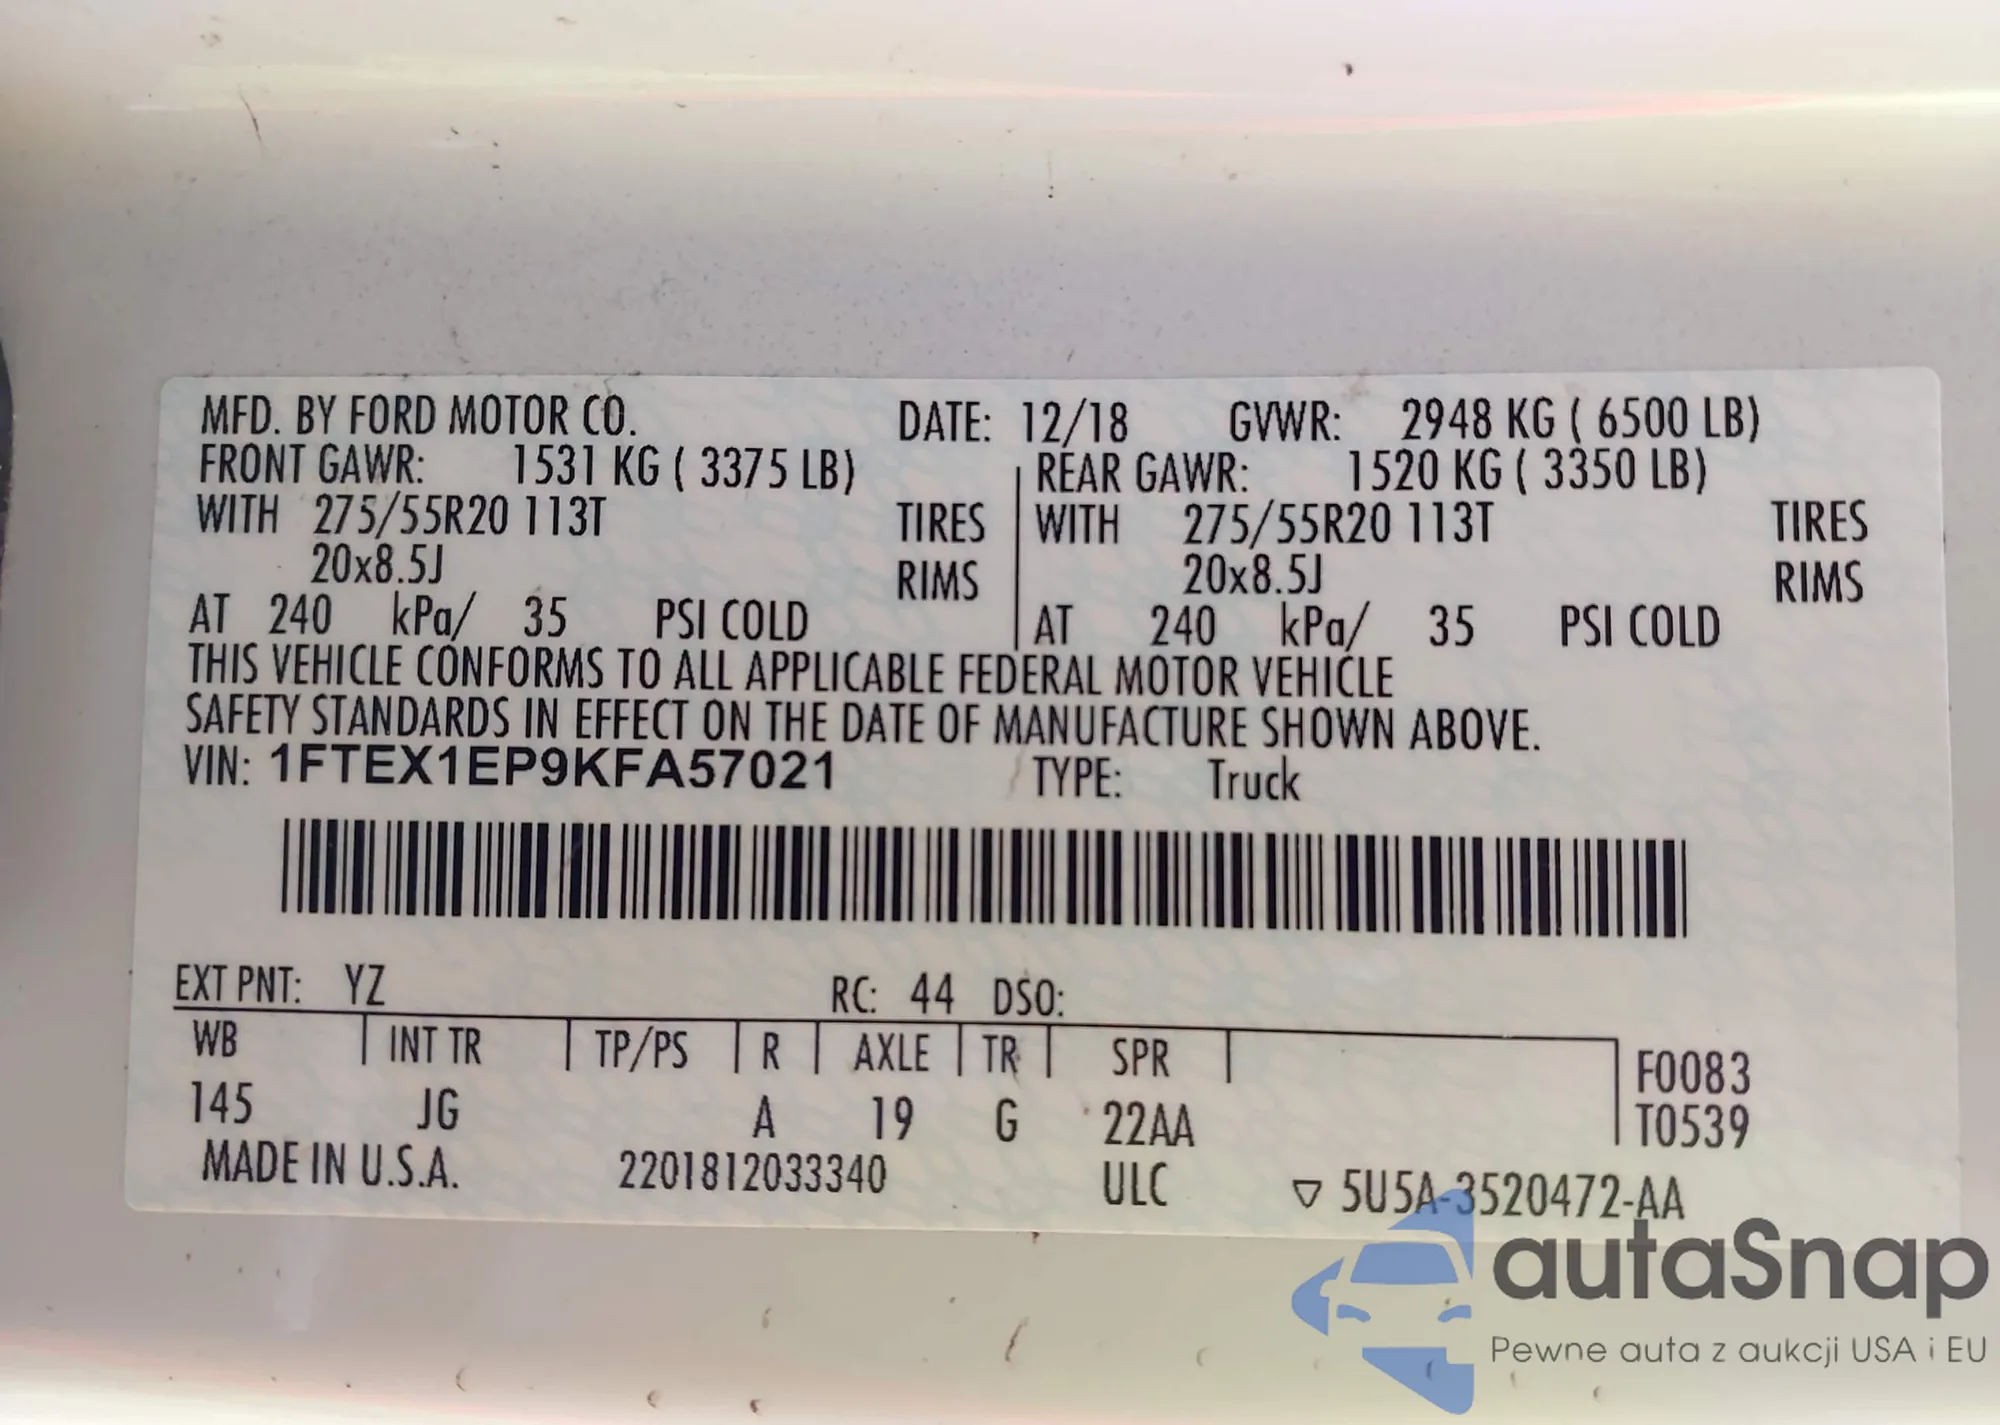 MFD. BY FORD MOTOR CO. DATE: 12/18 GVWR: 2948 KG ( 6500 LB)
FRONT GAWR: 1531 KG ( 3375 LB) REAR GAWR: 1520 KG ( 3350 LB)
WITH 275/55R20 113T TIRES WITH 275/55R20 113T TIRES
20x8.5J RIMS 20x8.5J RIMS
AT 240 kPa/ 35 PSI COLD AT 240 kPa/ 35 PSI COLD
THIS VEHICLE CONFORMS TO ALL APPLICABLE FEDERAL MOTOR VEHICLE
SAFETY STANDARDS IN EFFECT ON THE DATE OF MANUFACTURE SHOWN ABOVE.
VIN: 1FTEX1EP9KFA57021 TYPE: Truck
EXT PNT: YZ RC: 44 DSO:
WB INT TR TP/PS R AXLE TR SPR F0083
145 JG A 19 G 22AA T0539
MADE IN U.S.A. 2201812033340 ULC ▽ 5U5A-3520472-AA
autaSnap
Pewne auta z aukcji USA i EU